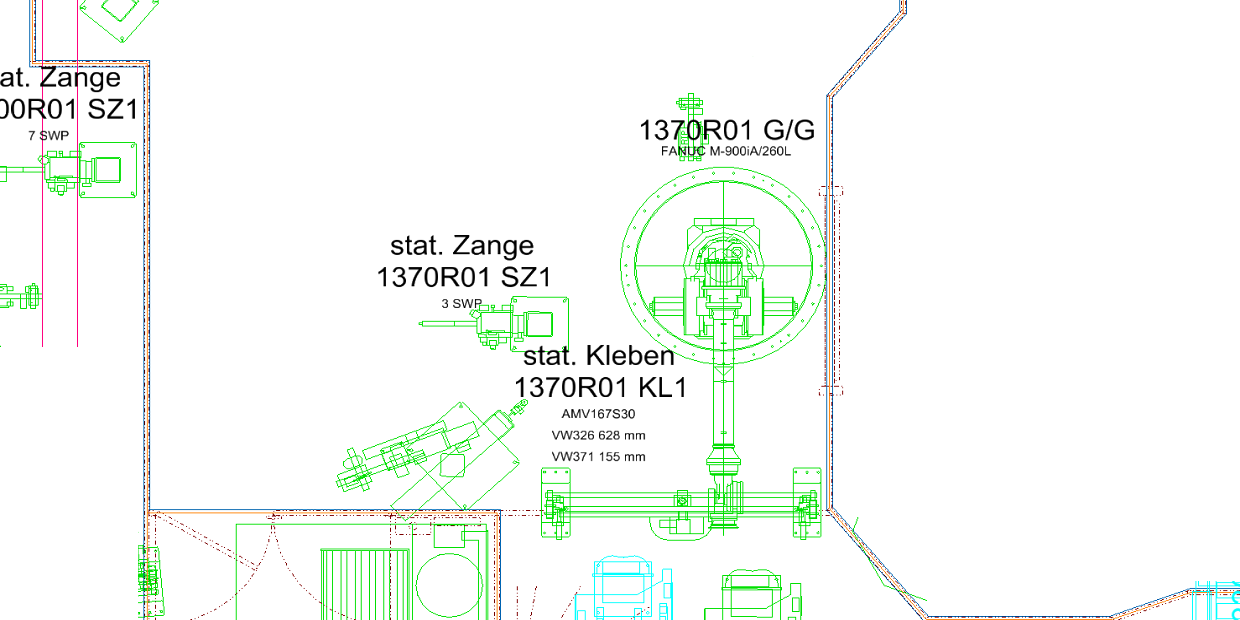 at. Zange
00R01 SZ1
7 SWP
1370R01 G/G
FANUC M-900iA/260L
stat. Zange
1370R01 SZ1
3 SWP
stat. Kleben
1370R01 KL1
AMV167S30
VW326 628 mm
VW371 155 mm